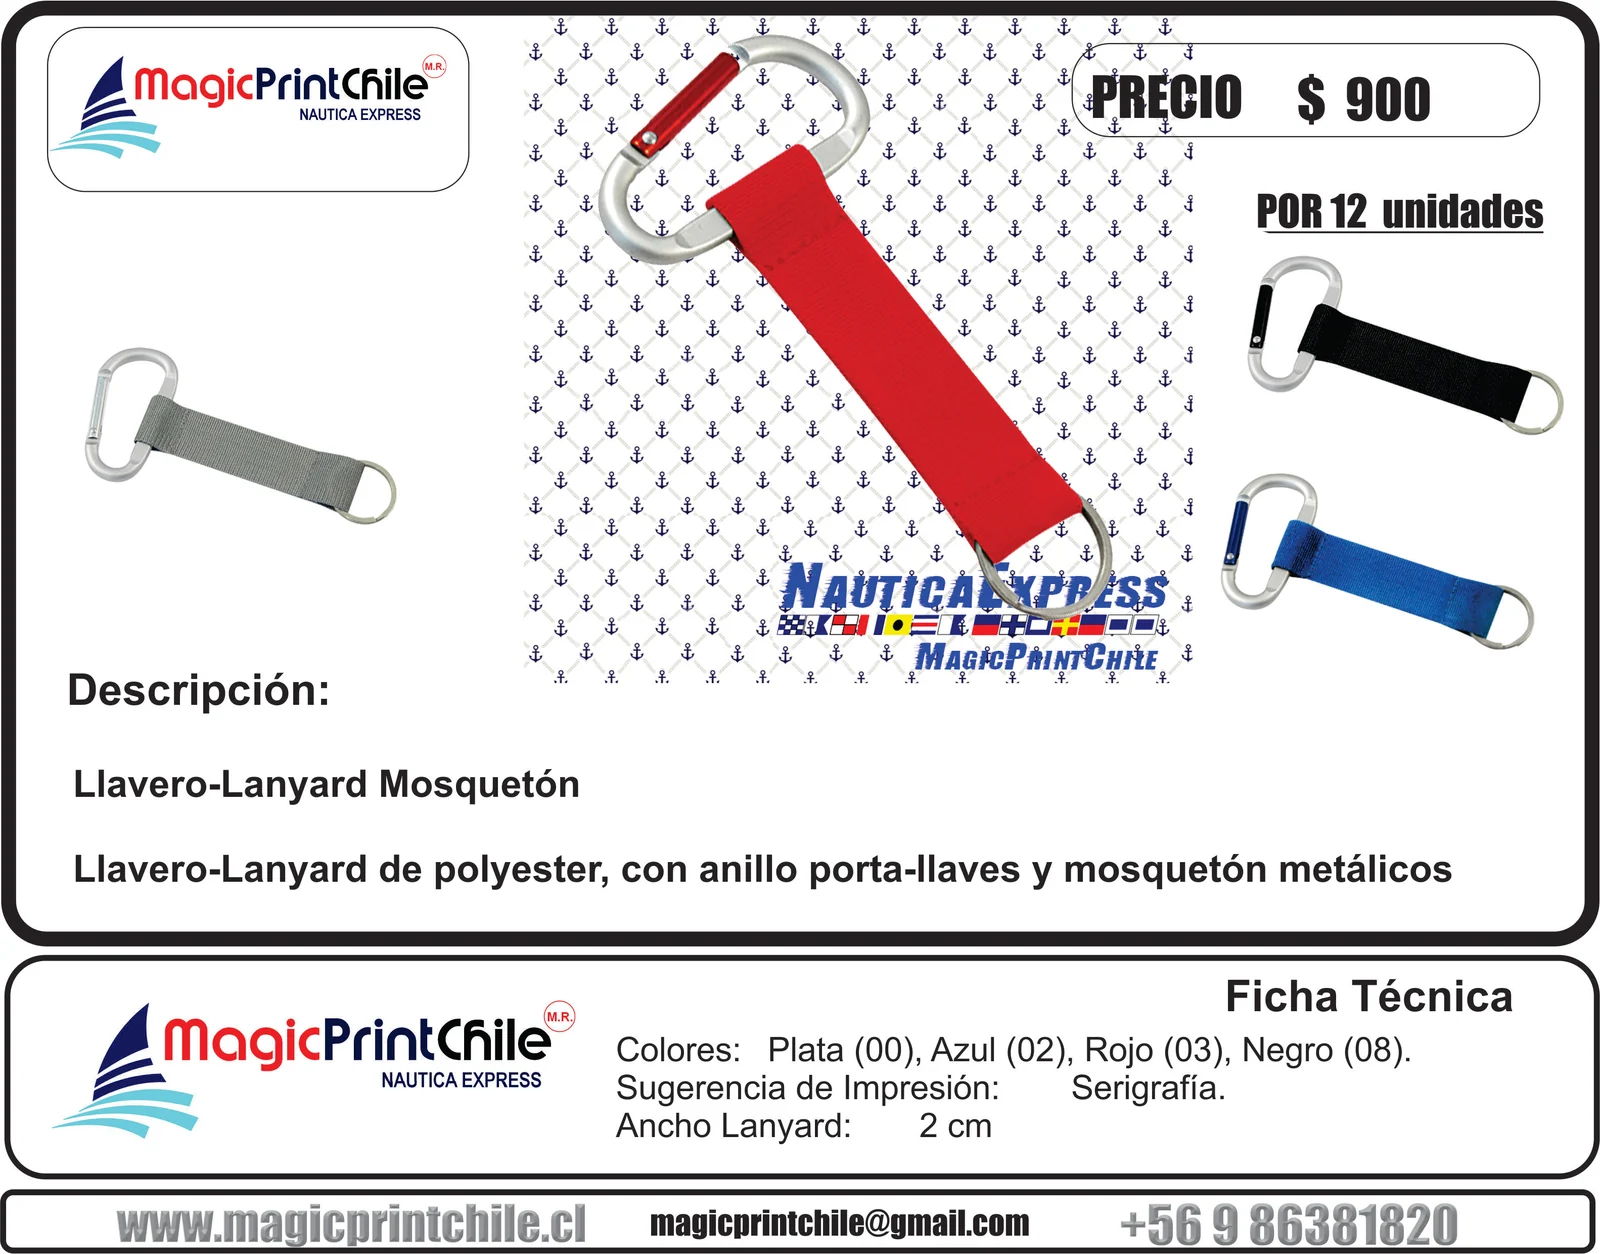 MagicPrintChile M.R.
NAUTICA EXPRESS
PRECIO $ 900
POR 12 unidades
NAUTICAEXPRESS
MAGICPRINTCHILE
Descripción:
Llavero-Lanyard Mosquetón
Llavero-Lanyard de polyester, con anillo porta-llaves y mosquetón metálicos
MagicPrintChile M.R.
NAUTICA EXPRESS
Ficha Técnica
Colores: Plata (00), Azul (02), Rojo (03), Negro (08).
Sugerencia de Impresión: Serigrafía.
Ancho Lanyard: 2 cm
www.magicprintchile.cl magicprintchile@gmail.com +56 9 86381820